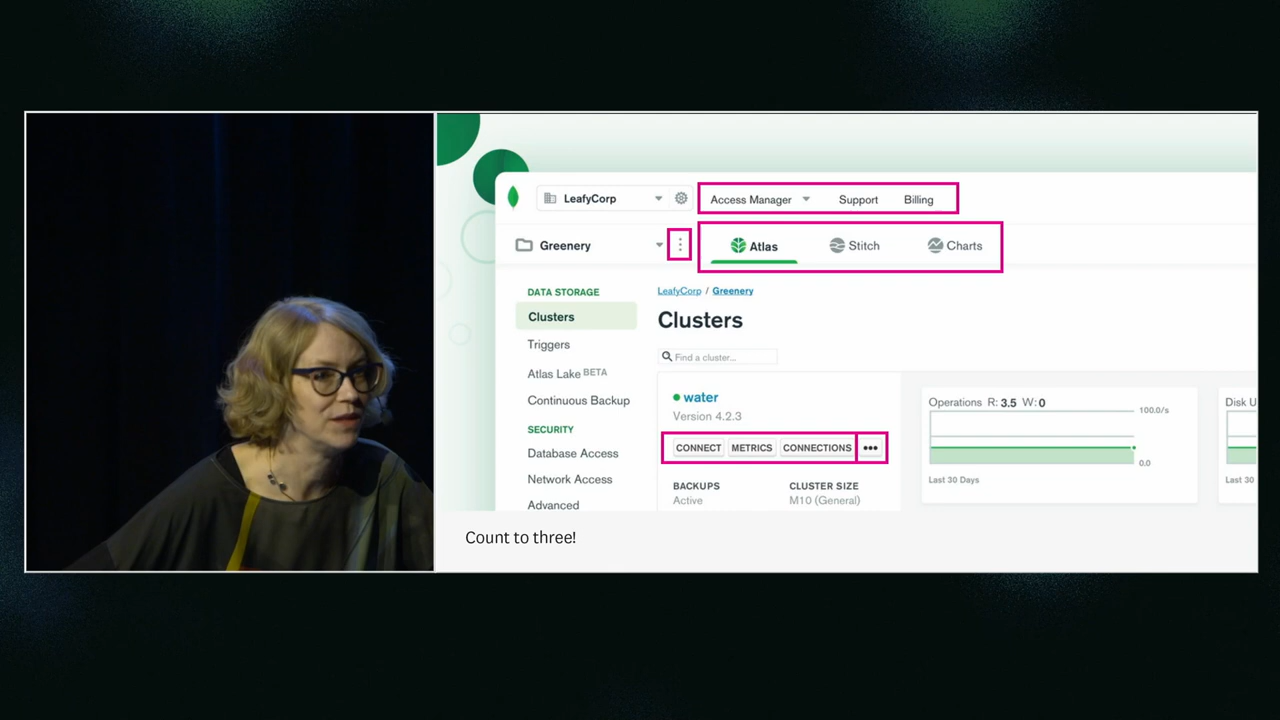 LeafyCorp Access Manager Support Billing
Greenery Atlas Stitch Charts
DATA STORAGE
Clusters
Triggers
Atlas Lake BETA
Continuous Backup
SECURITY
Database Access
Network Access
Advanced
LeafyCorp / Greenery
Clusters
Find a cluster...
water
Version 4.2.3
CONNECT METRICS CONNECTIONS •••
BACKUPS CLUSTER SIZE
Active M10 (General)
Operations R: 3.5 W: 0
100.0/s
0.0
Last 30 Days
Disk U
Last 30
Count to three!